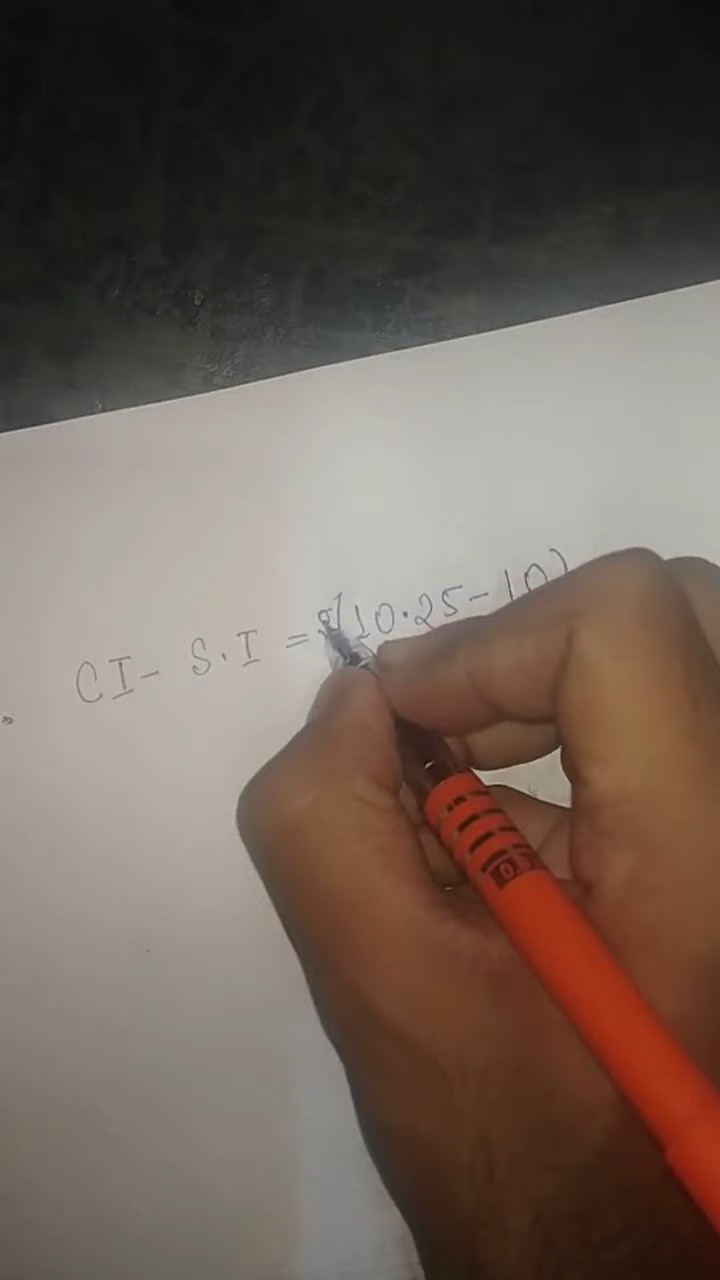 CI - S.I = (10.25 - 10)